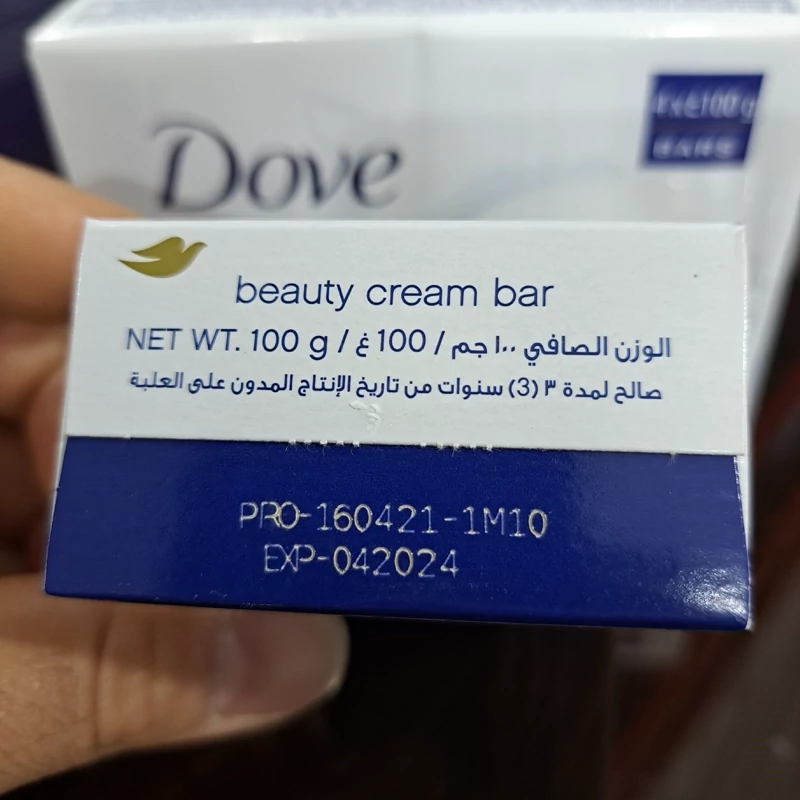 Dove
beauty cream bar
NET WT. 100 g / الوزن الصافي ١٠٠ جم / 100 غ
صالح لمدة ٣ (3) سنوات من تاريخ الإنتاج المدون على العلبة
PRO-160421-1M10
EXP-042024